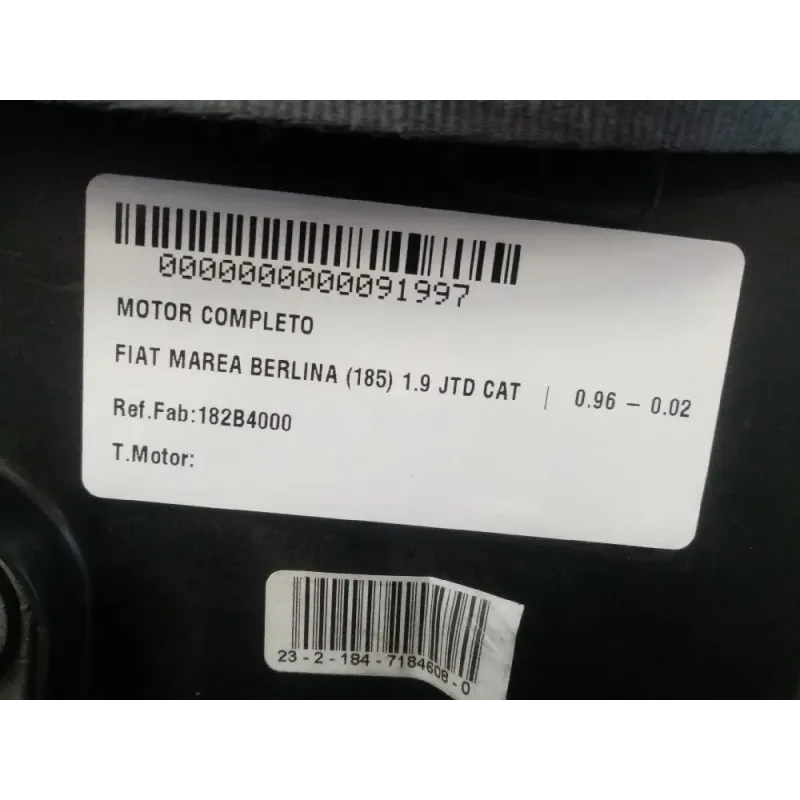 0000000000091997
MOTOR COMPLETO
FIAT MAREA BERLINA (185) 1.9 JTD CAT | 0.96 - 0.02
Ref.Fab:182B4000
T.Motor:
23-2-184-7184608-0